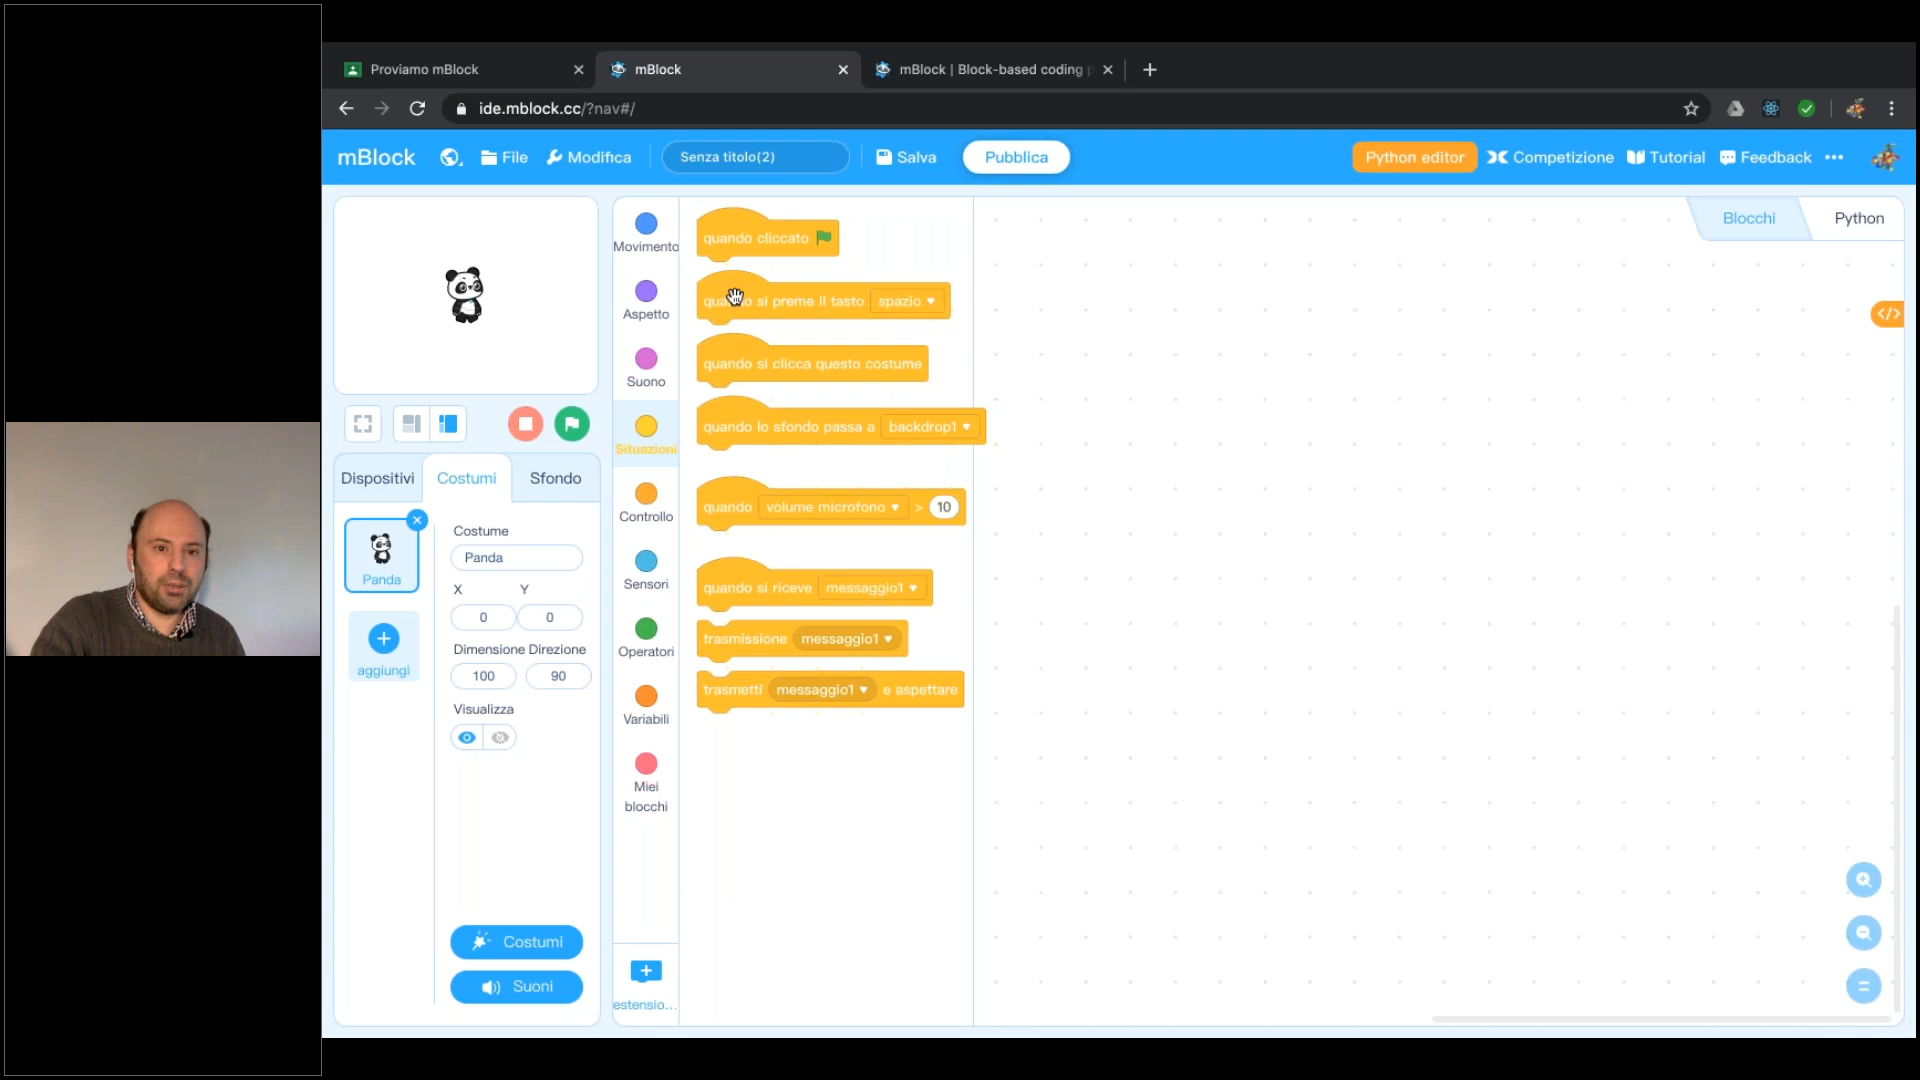 Proviamo mBlock
mBlock
mBlock | Block-based coding p
ide.mblock.cc/?nav#/
mBlock
File
Modifica
Senza titolo(2)
Salva
Pubblica
Python editor
Competizione
Tutorial
Feedback
Blocchi
Python
Movimento
Aspetto
Suono
Situazioni
Controllo
Sensori
Operatori
Variabili
Miei
blocchi
estensio...
quando cliccato
quando si preme il tasto spazio
quando si clicca questo costume
quando lo sfondo passa a backdrop1
quando volume microfono > 10
quando si riceve messaggio1
trasmissione messaggio1
trasmetti messaggio1 e aspettare
Dispositivi
Costumi
Sfondo
Panda
aggiungi
Costume
Panda
X Y
0 0
Dimensione Direzione
100 90
Visualizza
Costumi
Suoni